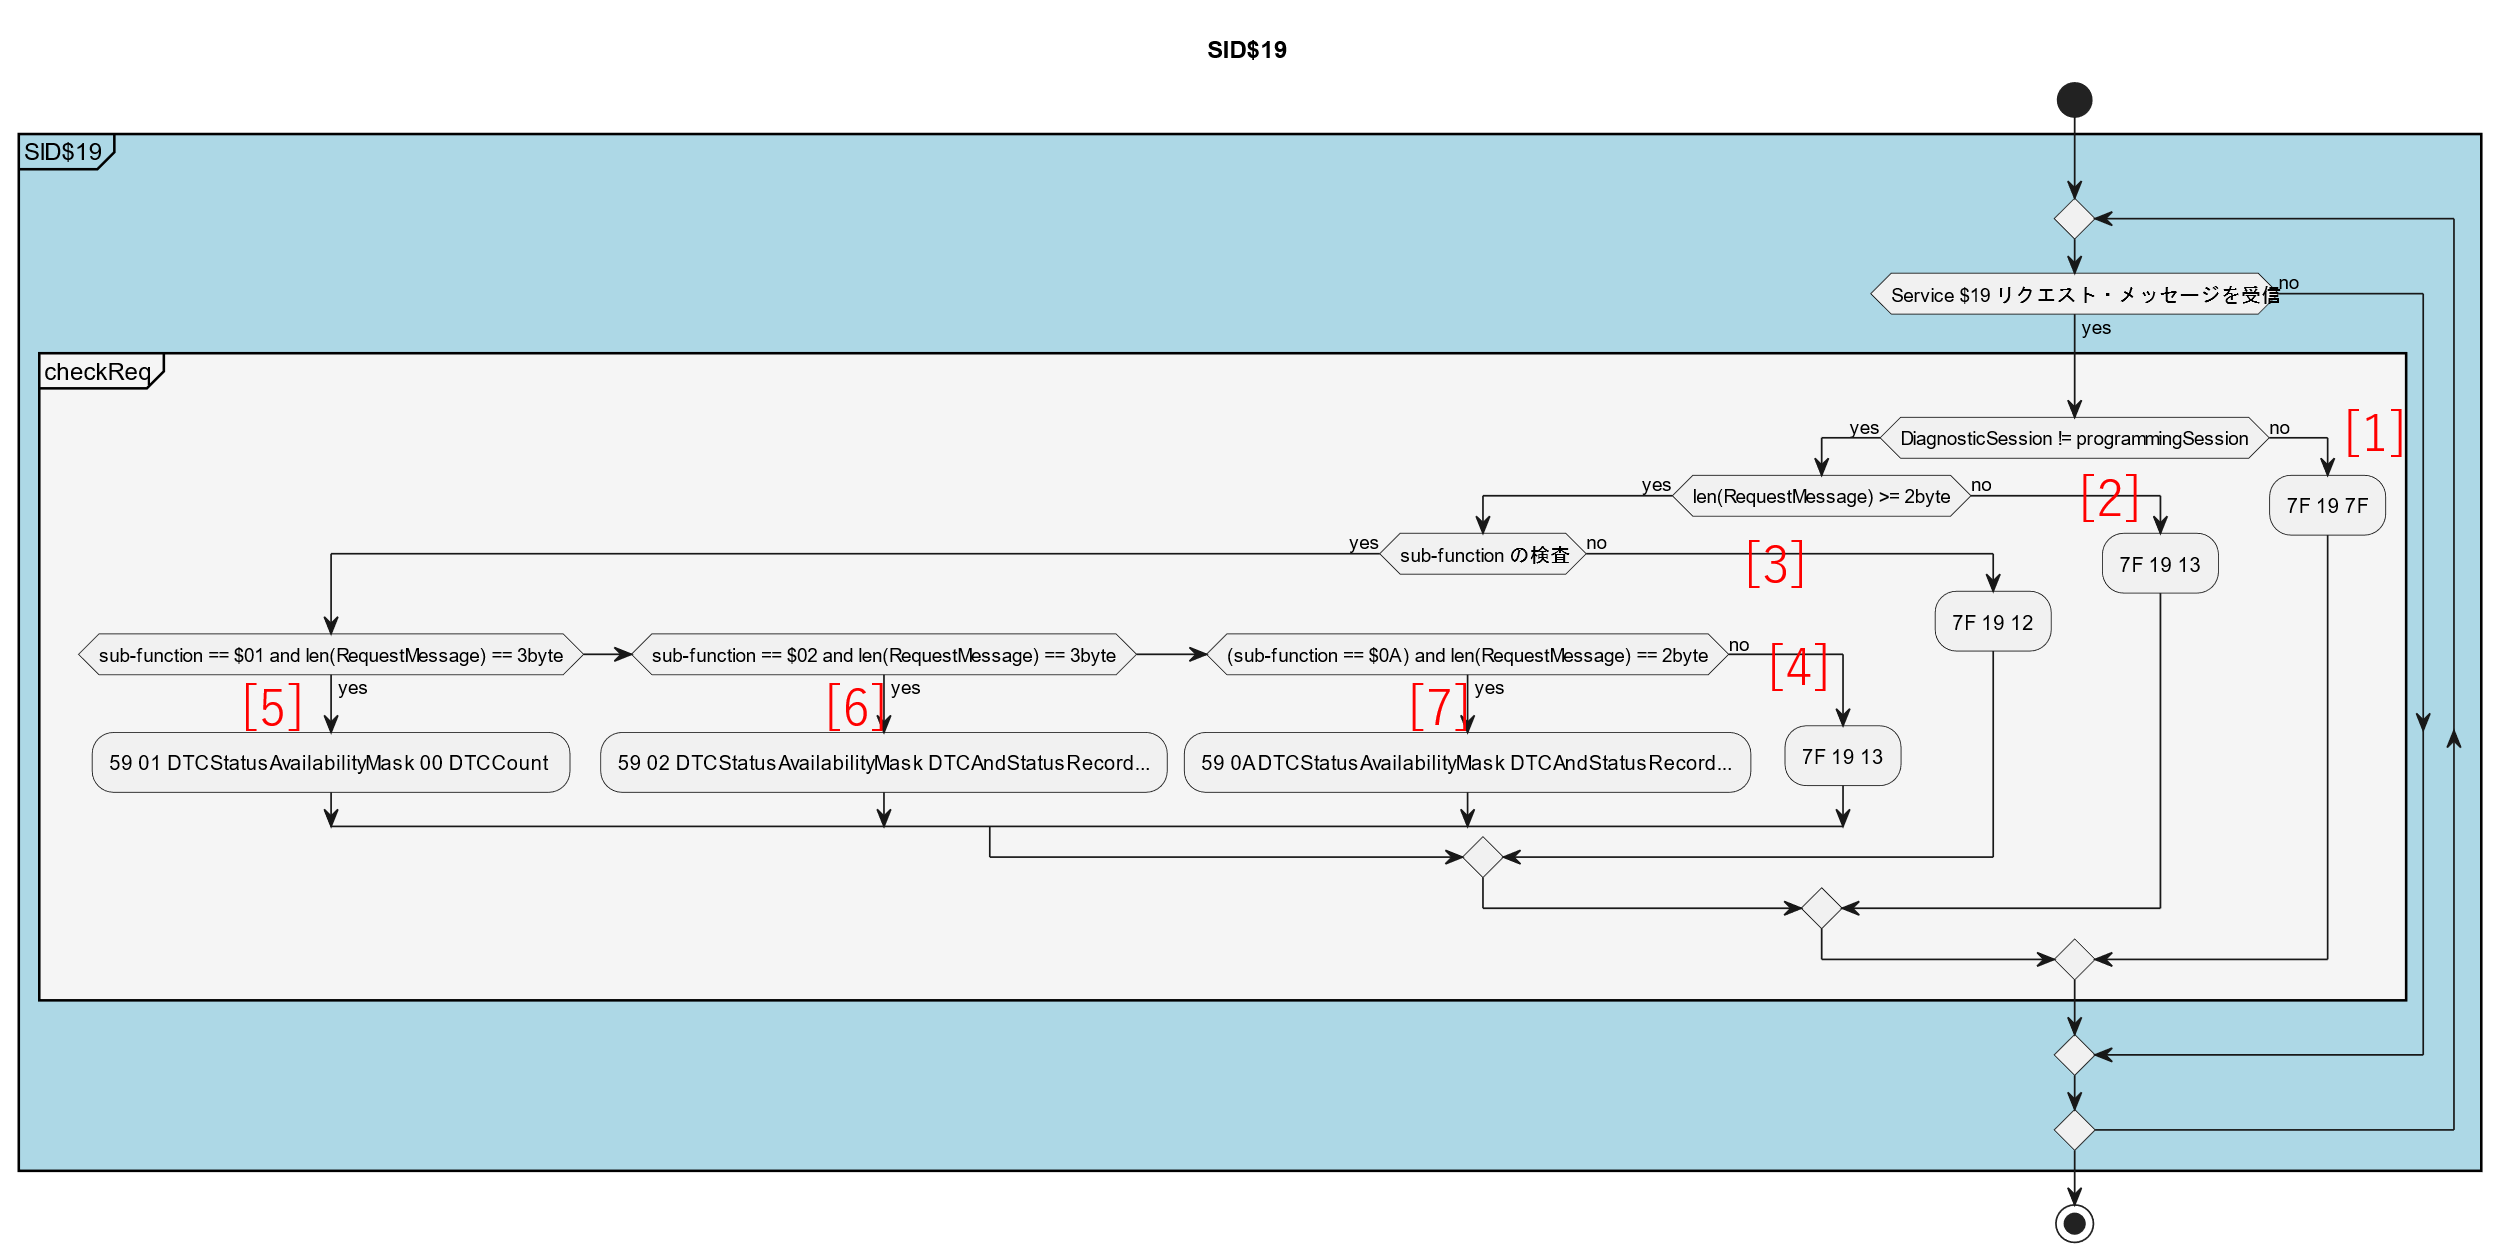 SID$19
SID$19
Service $19 リクエスト・メッセージを受信
no
yes
checkReq
yes
DiagnosticSession != programmingSession
no
[1]
yes
len(RequestMessage) >= 2byte
no
[2]
7F 19 7F
yes
sub-function の検査
no
[3]
7F 19 13
7F 19 12
sub-function == $01 and len(RequestMessage) == 3byte
sub-function == $02 and len(RequestMessage) == 3byte
(sub-function == $0A) and len(RequestMessage) == 2byte
no
[4]
[5]
yes
[6]
yes
[7]
yes
59 01 DTCStatusAvailabilityMask 00 DTCCount
59 02 DTCStatusAvailabilityMask DTCAndStatusRecord...
59 0A DTCStatusAvailabilityMask DTCAndStatusRecord...
7F 19 13